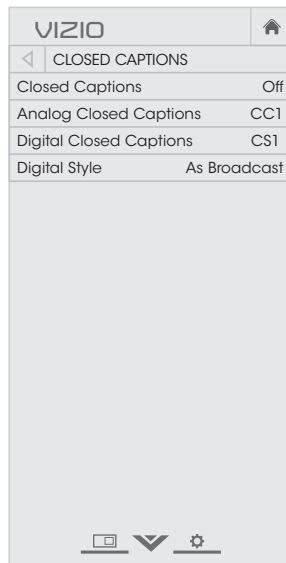 VIZIO
CLOSED CAPTIONS
Closed Captions Off
Analog Closed Captions CC1
Digital Closed Captions CS1
Digital Style As Broadcast